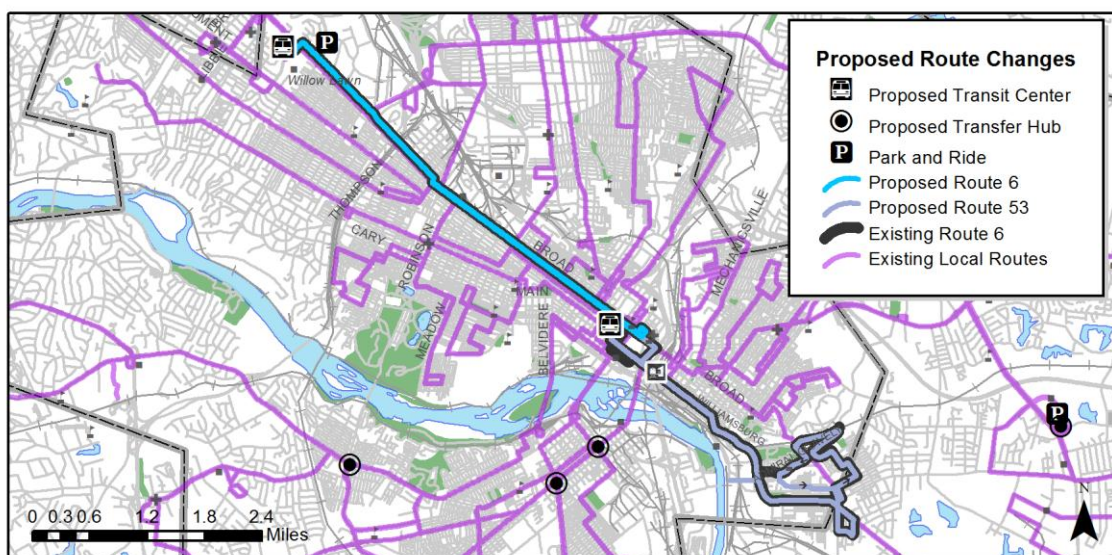 Proposed Route Changes
Proposed Transit Center
Proposed Transfer Hub
P
Park and Ride
Proposed Route 6
Proposed Route 53
Existing Route 6
Existing Local Routes
P
Willow Lawn
THOMPSON
CARY
ROBINSON
MEADOW
BROAD
MAIN
BELVIDERE
MECHANICSVILLE
BROAD
WILLIAMSBURG
P
N
0 0.3 0.6 1.2 1.8 2.4
Miles